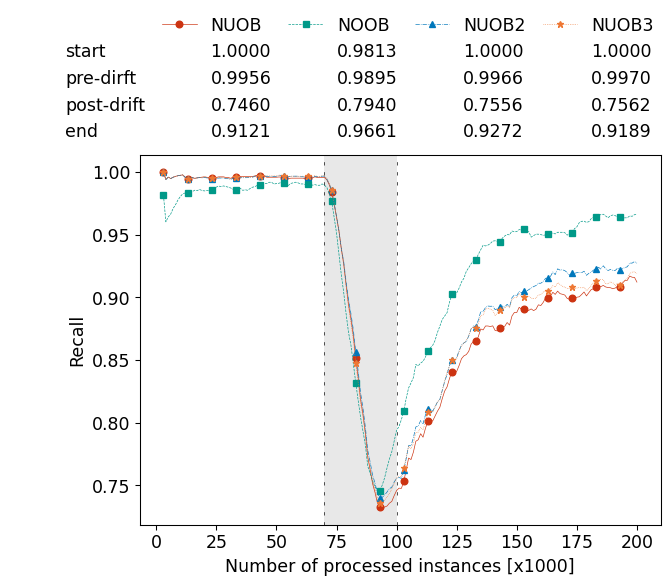 NUOB NOOB NUOB2 NUOB3
start 1.0000 0.9813 1.0000 1.0000
pre-dirft 0.9956 0.9895 0.9966 0.9970
post-drift 0.7460 0.7940 0.7556 0.7562
end 0.9121 0.9661 0.9272 0.9189
1.00
0.95
0.90
0.85
0.80
0.75
Recall
0 25 50 75 100 125 150 175 200
Number of processed instances [x1000]